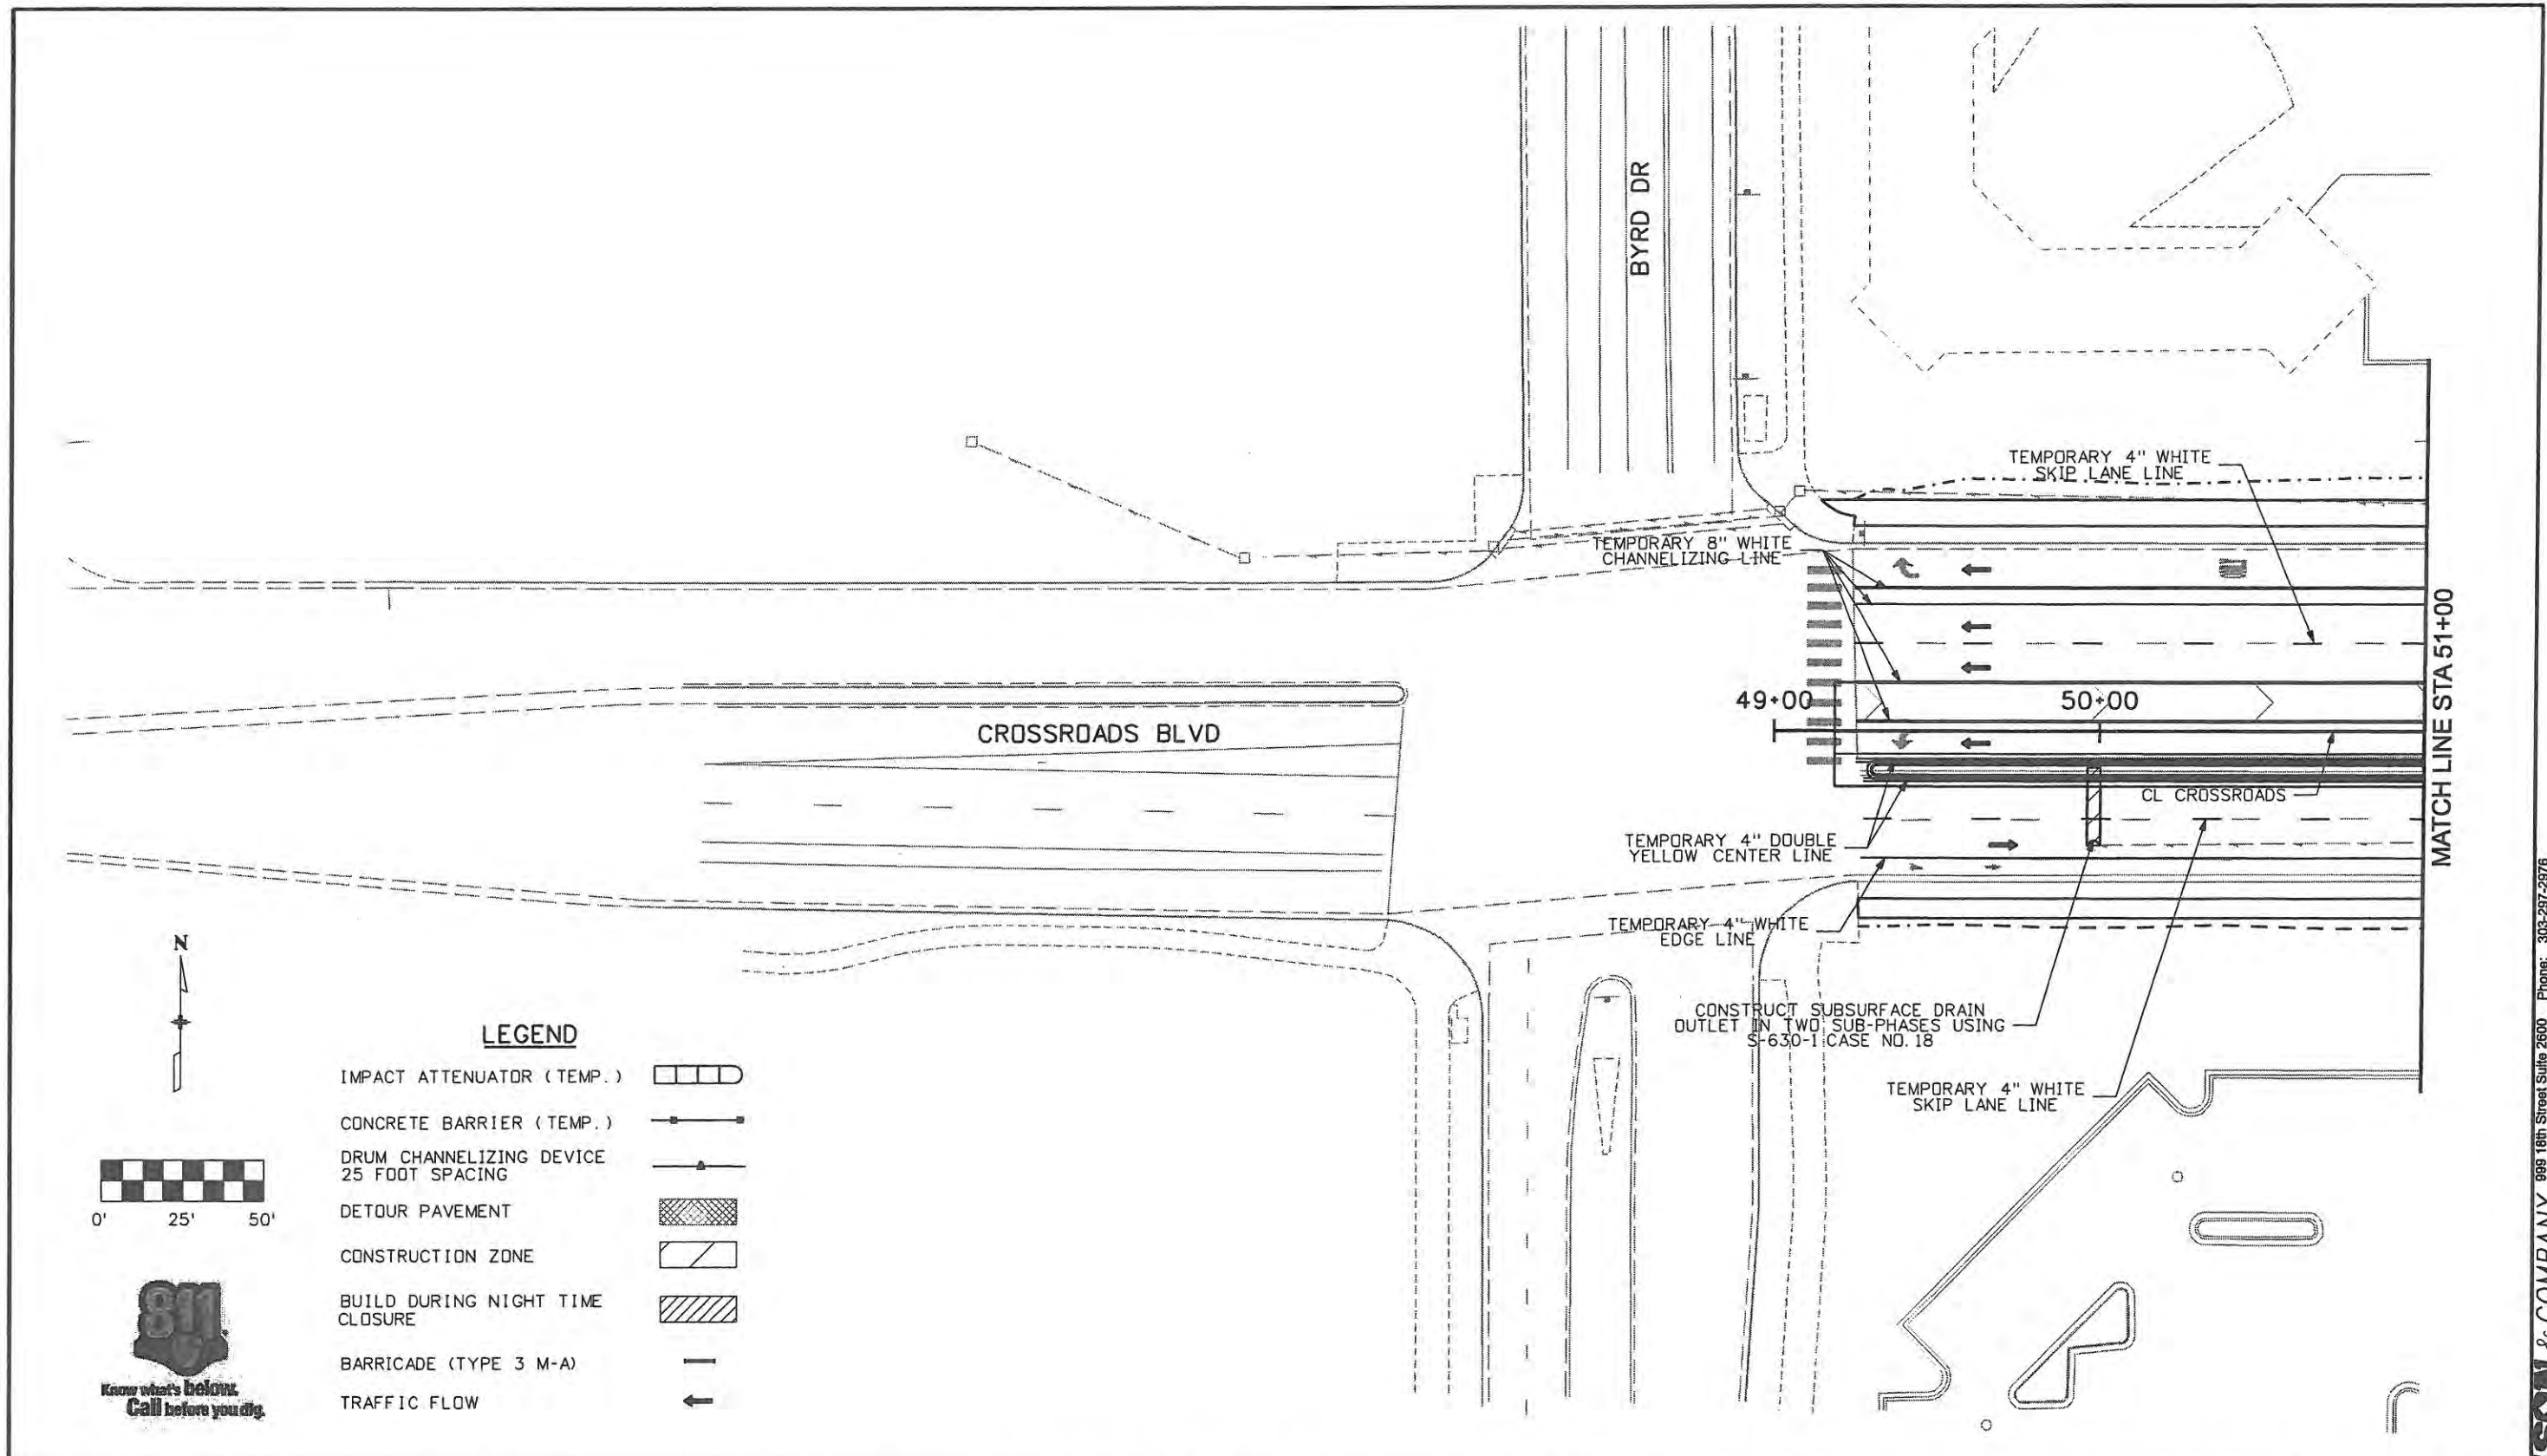 BYRD DR
TEMPORARY 4" WHITE
SKIP LANE LINE
TEMPORARY 8" WHITE
CHANNELIZING LINE
49+00
50+00
CROSSROADS BLVD
CL CROSSROADS
MATCH LINE STA 51+00
TEMPORARY 4" DOUBLE
YELLOW CENTER LINE
TEMPORARY 4" WHITE
EDGE LINE
CONSTRUCT SUBSURFACE DRAIN
OUTLET IN TWO SUB-PHASES USING
S-630-1 CASE NO. 18
TEMPORARY 4" WHITE
SKIP LANE LINE
N
LEGEND
IMPACT ATTENUATOR (TEMP.)
CONCRETE BARRIER (TEMP.)
DRUM CHANNELIZING DEVICE
25 FOOT SPACING
DETOUR PAVEMENT
CONSTRUCTION ZONE
BUILD DURING NIGHT TIME
CLOSURE
BARRICADE (TYPE 3 M-A)
TRAFFIC FLOW
0' 25' 50'
811
Know what's below.
Call before you dig.
& COMPANY 999 18th Street Suite 2600 Phone: 303-297-2976